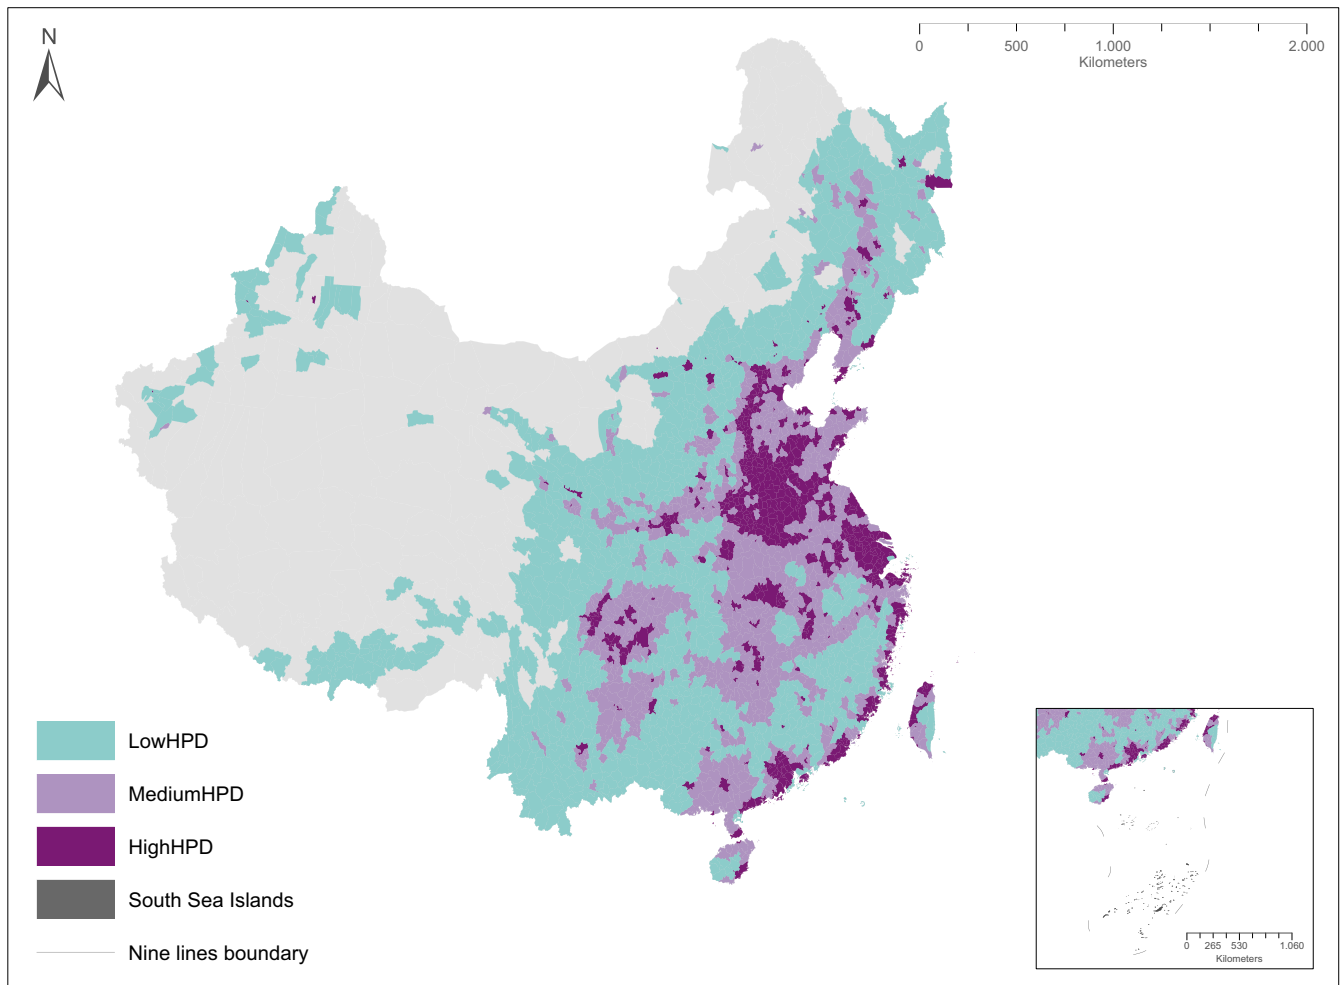 N
0 500 1.000 2.000
Kilometers
LowHPD
MediumHPD
HighHPD
South Sea Islands
Nine lines boundary
0 265 530 1.060
Kilometers